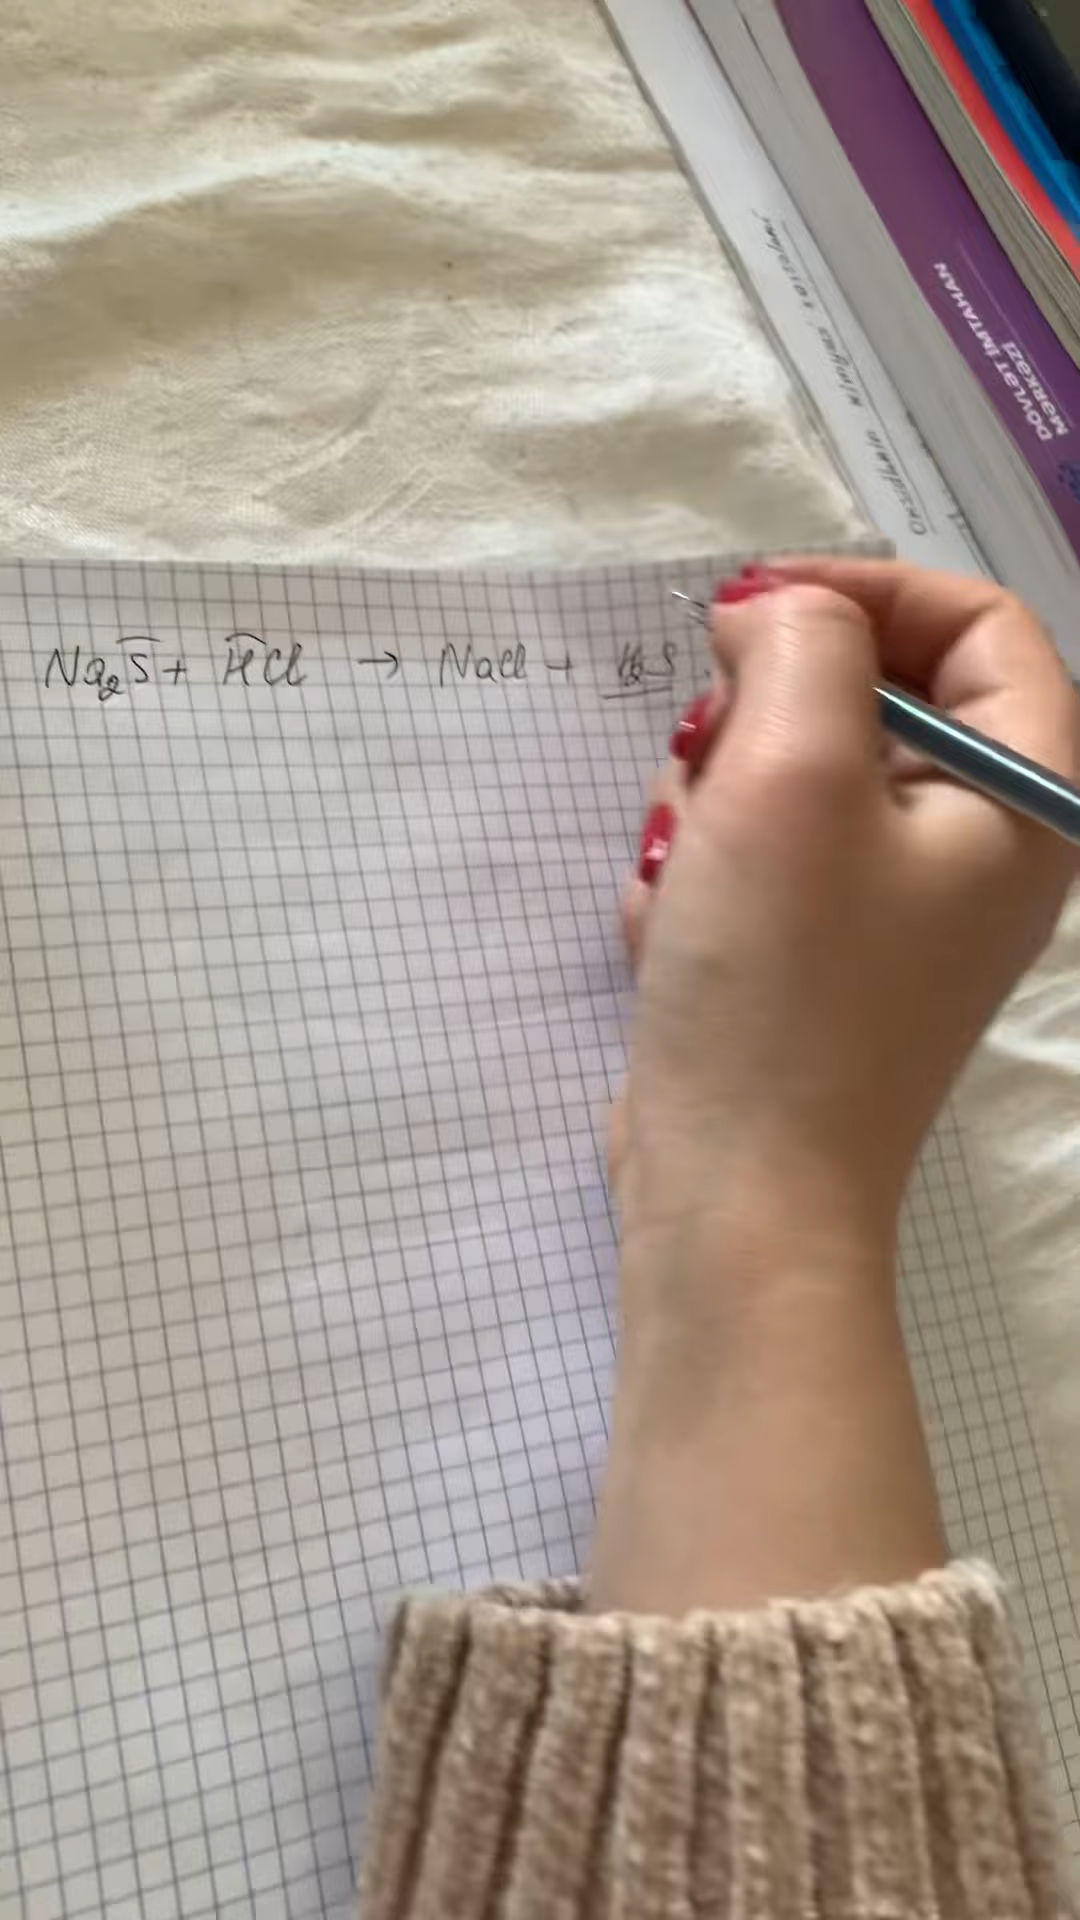 Na₂S + HCl → NaCl + H₂S
DÖVLƏT İMTAHAN
MƏRKƏZİ